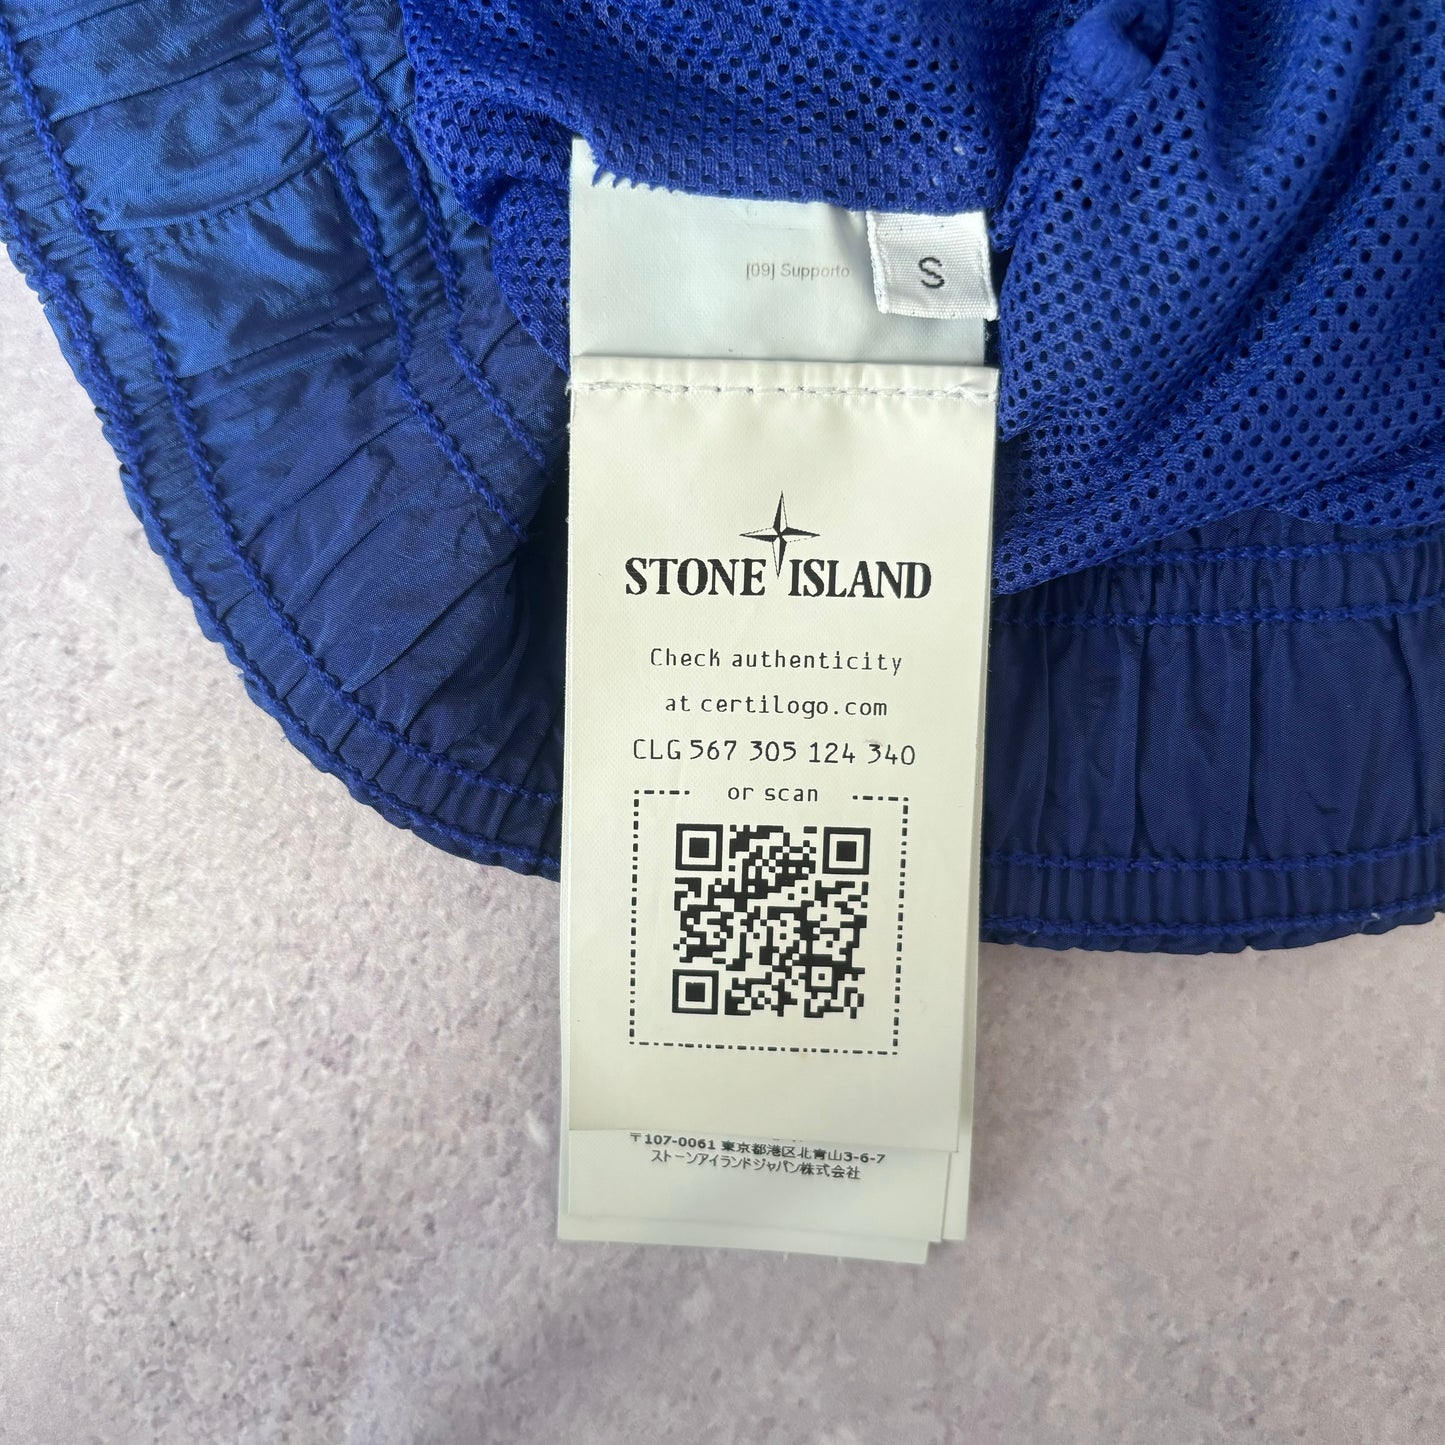 [09] Supporto
S
STONE ISLAND
Check authenticity
at certilogo.com
CLG 567 305 124 340
or scan
〒107-0061 東京都港区北青山3-6-7
ストーンアイランドジャパン株式会社